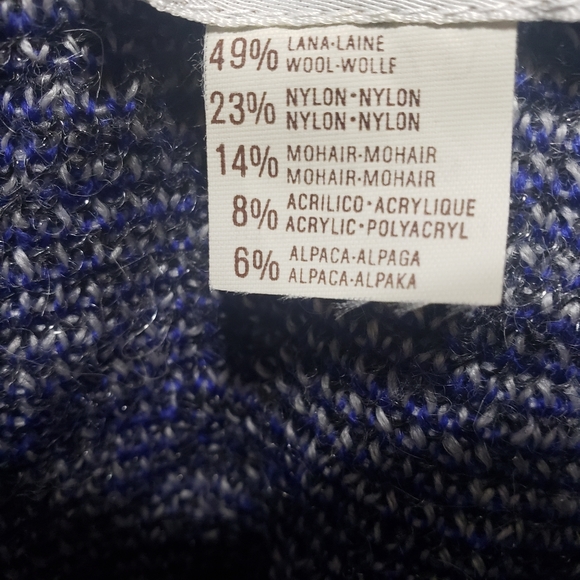 49% LANA•LAINE
WOOL-WOLLE
23% NYLON•NYLON
NYLON•NYLON
14% MOHAIR-MOHAIR
MOHAIR-MOHAIR
8% ACRILICO•ACRYLIQUE
ACRYLIC•POLYACRYL
6% ALPACA-ALPAGA
ALPACA-ALPAKA